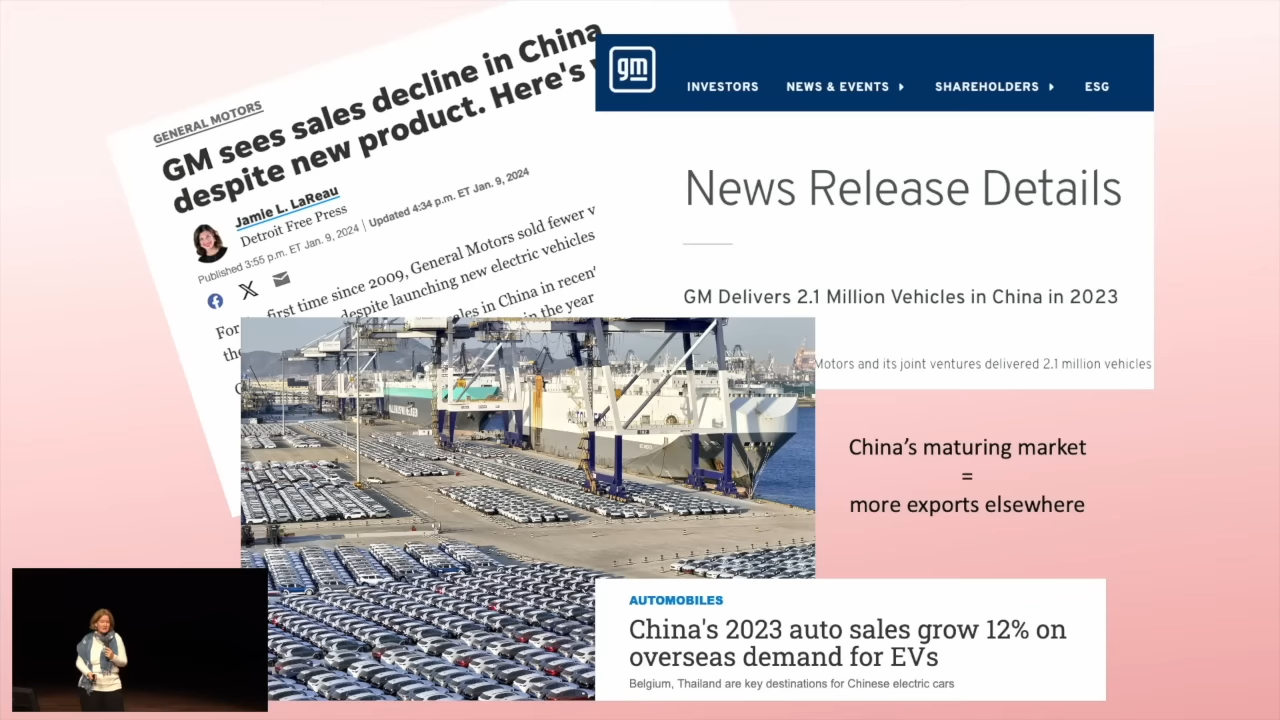 GENERAL MOTORS
GM sees sales decline in China
despite new product. Here's
Jamie L. LaReau
Detroit Free Press
Published 3:55 p.m. ET Jan. 9, 2024 | Updated 4:34 p.m. ET Jan. 9, 2024
For first time since 2009, General Motors sold fewer
despite launching new electric vehicles
sales in China in recent
in the year
gm
INVESTORS
NEWS & EVENTS
SHAREHOLDERS
ESG
News Release Details
GM Delivers 2.1 Million Vehicles in China in 2023
Motors and its joint ventures delivered 2.1 million vehicles
China's maturing market
=
more exports elsewhere
AUTOMOBILES
China's 2023 auto sales grow 12% on
overseas demand for EVs
Belgium, Thailand are key destinations for Chinese electric cars